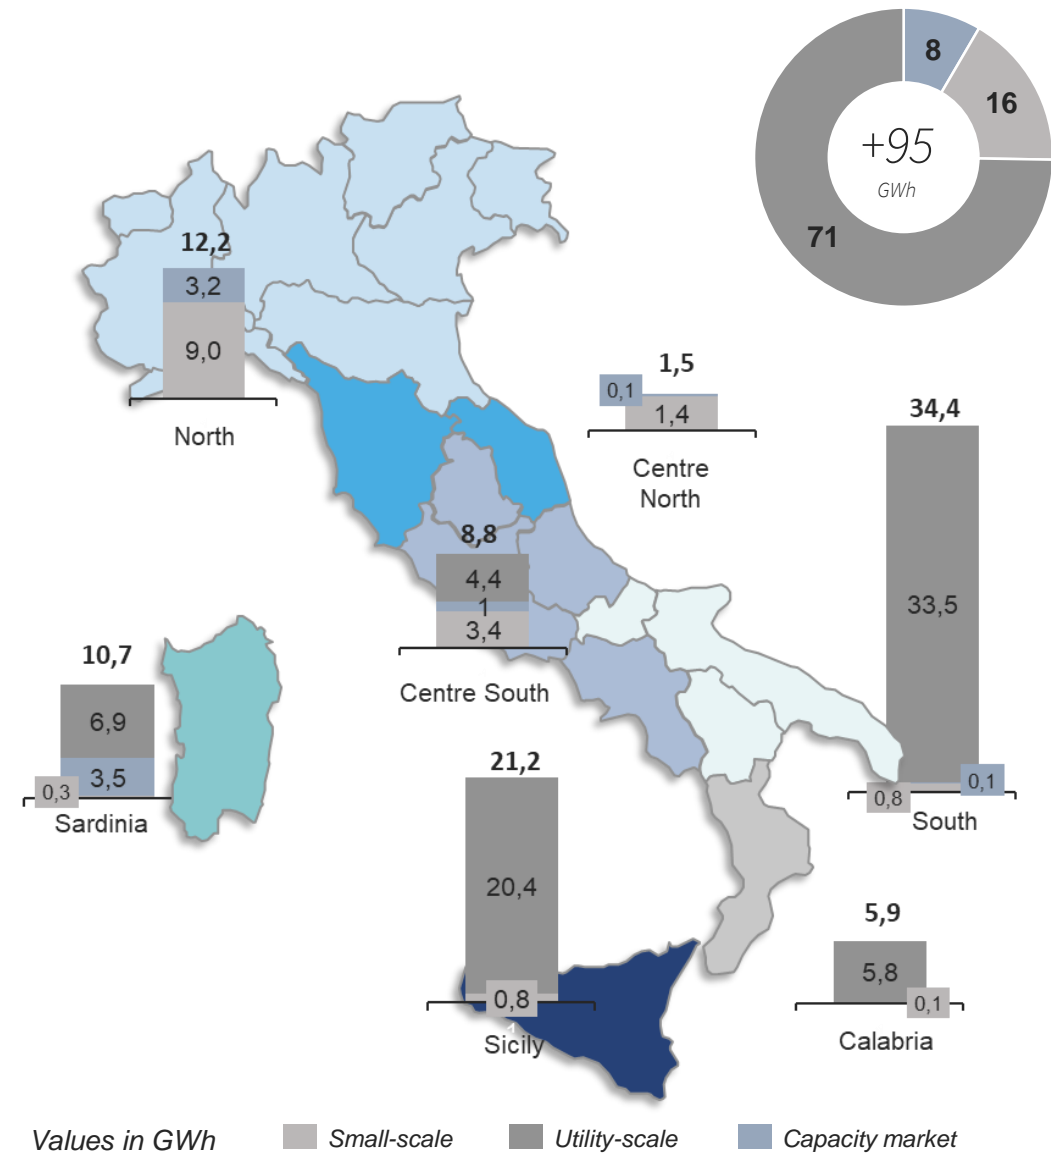 8
16
+95
GWh
71
12,2
3,2
9,0
North
1,5
0,1
1,4
Centre
North
34,4
33,5
0,1
0,8
South
8,8
4,4
1
3,4
Centre South
10,7
6,9
3,5
0,3
Sardinia
21,2
20,4
0,8
Sicily
5,9
5,8
0,1
Calabria
Values in GWh
Small-scale
Utility-scale
Capacity market